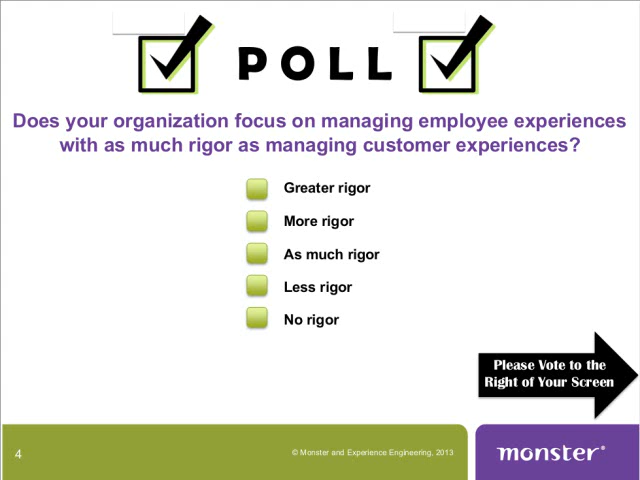 POLL
Does your organization focus on managing employee experiences
with as much rigor as managing customer experiences?
Greater rigor
More rigor
As much rigor
Less rigor
No rigor
Please Vote to the
Right of Your Screen
4
© Monster and Experience Engineering, 2013
monster®